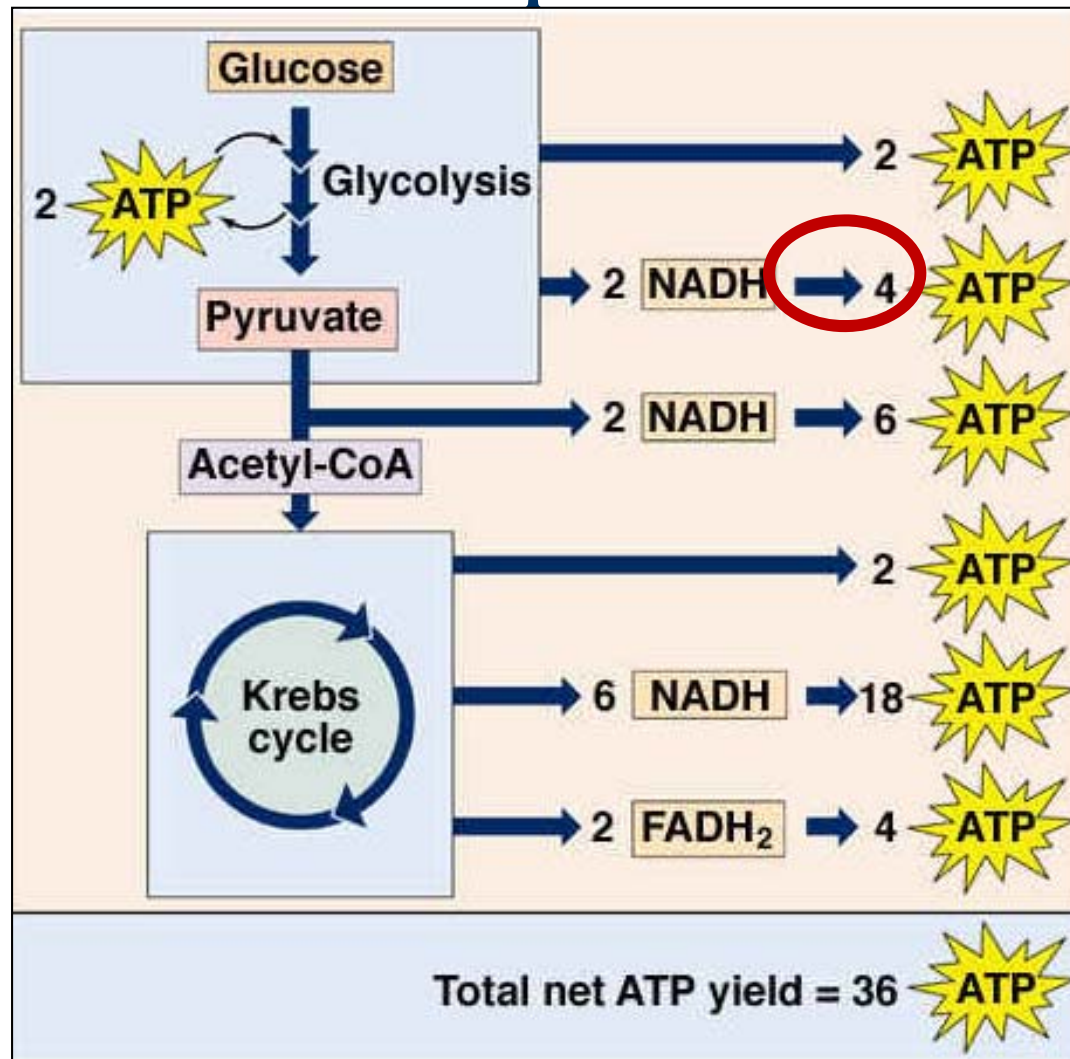 Glucose
2 ATP
Glycolysis
Pyruvate
2 ATP
2 NADH 4 ATP
2 NADH 6 ATP
Acetyl-CoA
2 ATP
Krebs
cycle
6 NADH 18 ATP
2 FADH₂ 4 ATP
Total net ATP yield = 36 ATP